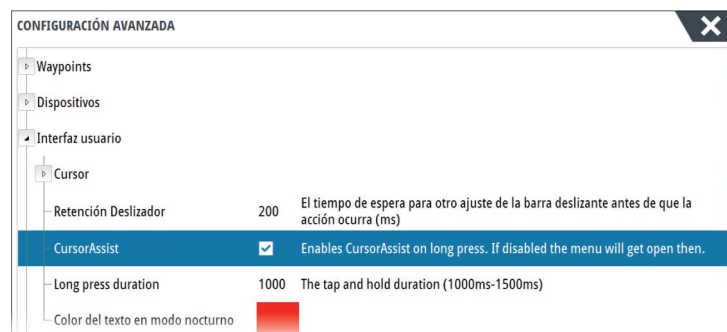 CONFIGURACIÓN AVANZADA
Waypoints
Dispositivos
Interfaz usuario
Cursor
Retención Deslizador 200 El tiempo de espera para otro ajuste de la barra deslizante antes de que la
acción ocurra (ms)
CursorAssist Enables CursorAssist on long press. If disabled the menu will get open then.
Long press duration 1000 The tap and hold duration (1000ms-1500ms)
Color del texto en modo nocturno